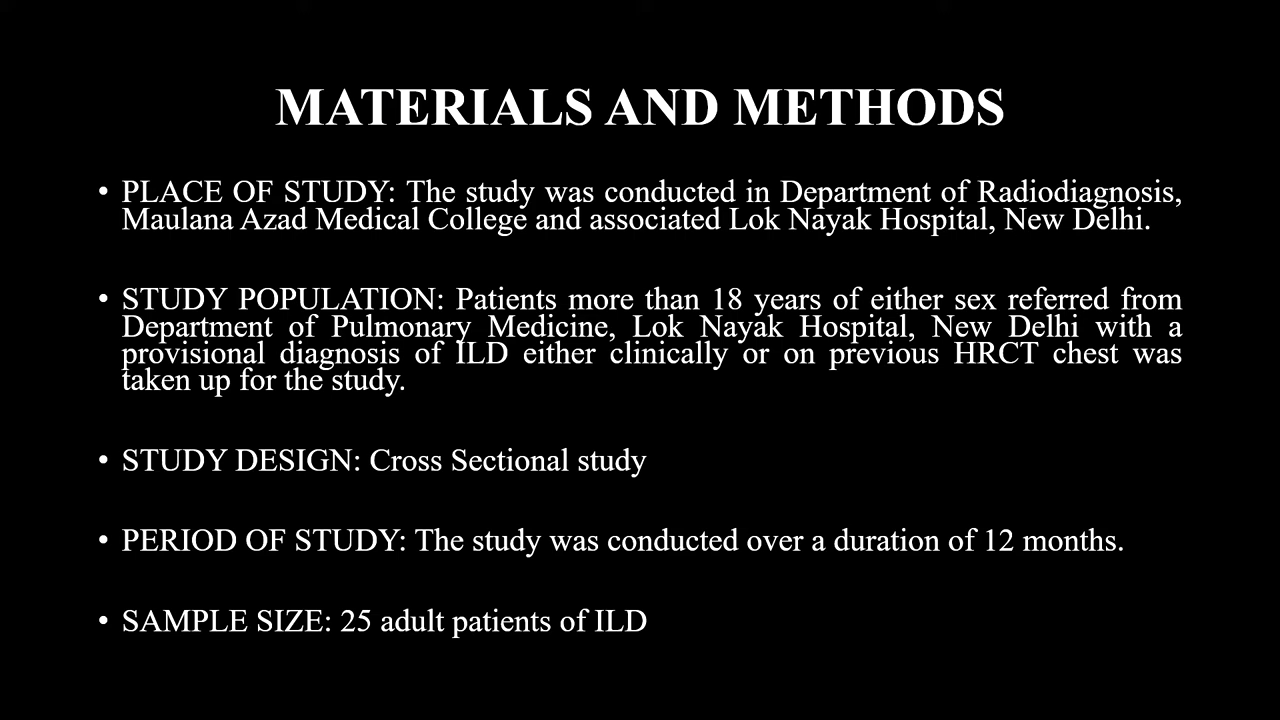 MATERIALS AND METHODS
• PLACE OF STUDY: The study was conducted in Department of Radiodiagnosis,
Maulana Azad Medical College and associated Lok Nayak Hospital, New Delhi.
• STUDY POPULATION: Patients more than 18 years of either sex referred from
Department of Pulmonary Medicine, Lok Nayak Hospital, New Delhi with a
provisional diagnosis of ILD either clinically or on previous HRCT chest was
taken up for the study.
• STUDY DESIGN: Cross Sectional study
• PERIOD OF STUDY: The study was conducted over a duration of 12 months.
• SAMPLE SIZE: 25 adult patients of ILD